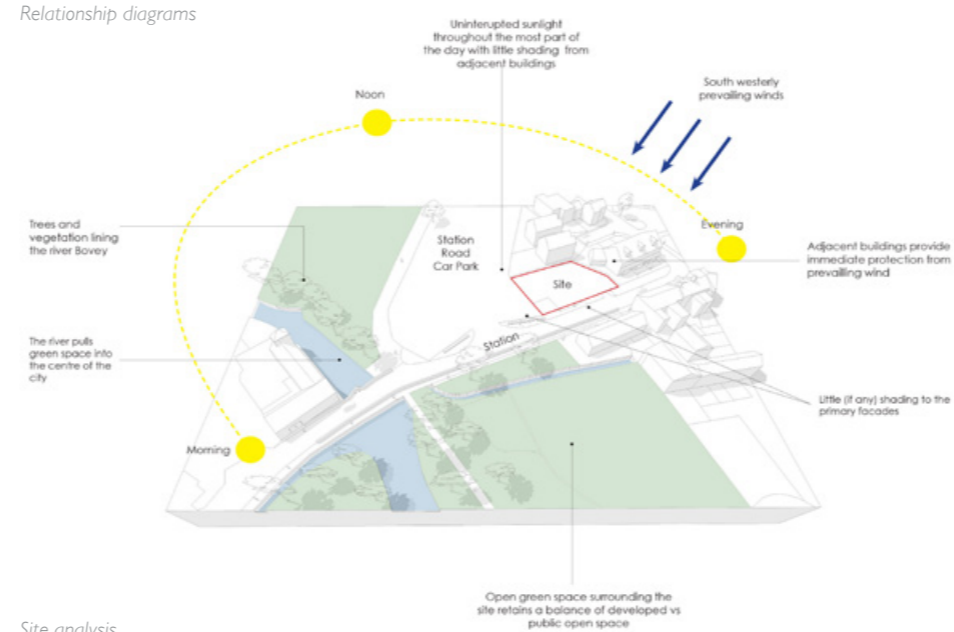 Relationship diagrams
Uninterupted sunlight
throughout the most part of
the day with little shading from
adjacent buildings
Noon
South westerly
prevailing winds
Trees and
vegetation lining
the river Bovey
Station
Road
Car Park
Evening
Site
Adjacent buildings provide
immediate protection from
prevailing wind
The river pulls
green space into
the centre of the
city
Station
Little (if any) shading to the
primary facades
Morning
Open green space surrounding the
site retains a balance of developed vs
public open space
Site analysis